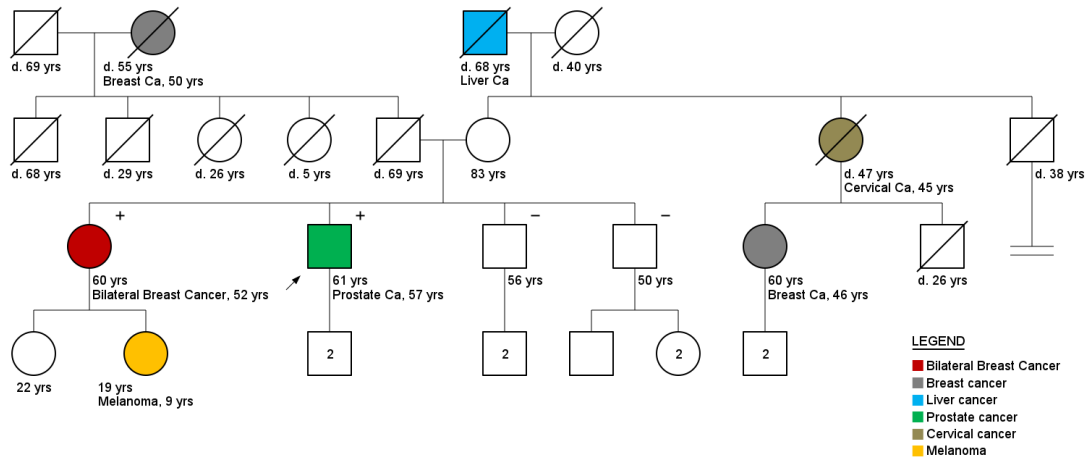 d. 69 yrs
d. 55 yrs
Breast Ca, 50 yrs
d. 68 yrs
Liver Ca
d. 40 yrs
d. 68 yrs
d. 29 yrs
d. 26 yrs
d. 5 yrs
d. 69 yrs
83 yrs
d. 47 yrs
Cervical Ca, 45 yrs
d. 38 yrs
+
+
−
−
60 yrs
Bilateral Breast Cancer, 52 yrs
61 yrs
Prostate Ca, 57 yrs
56 yrs
50 yrs
60 yrs
Breast Ca, 46 yrs
d. 26 yrs
22 yrs
19 yrs
Melanoma, 9 yrs
2
2
2
2
LEGEND
Bilateral Breast Cancer
Breast cancer
Liver cancer
Prostate cancer
Cervical cancer
Melanoma